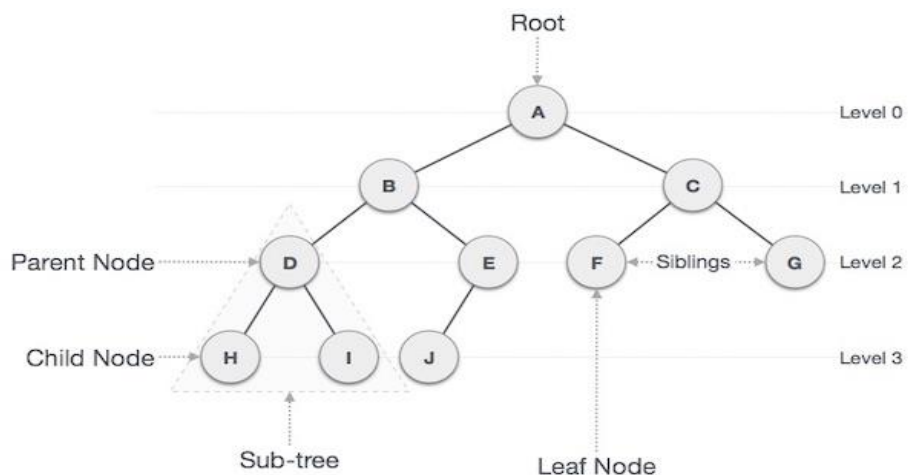 Root
A
Level 0
B
C
Level 1
Parent Node
D
E
F
Siblings
G
Level 2
Child Node
H
I
J
Level 3
Sub-tree
Leaf Node